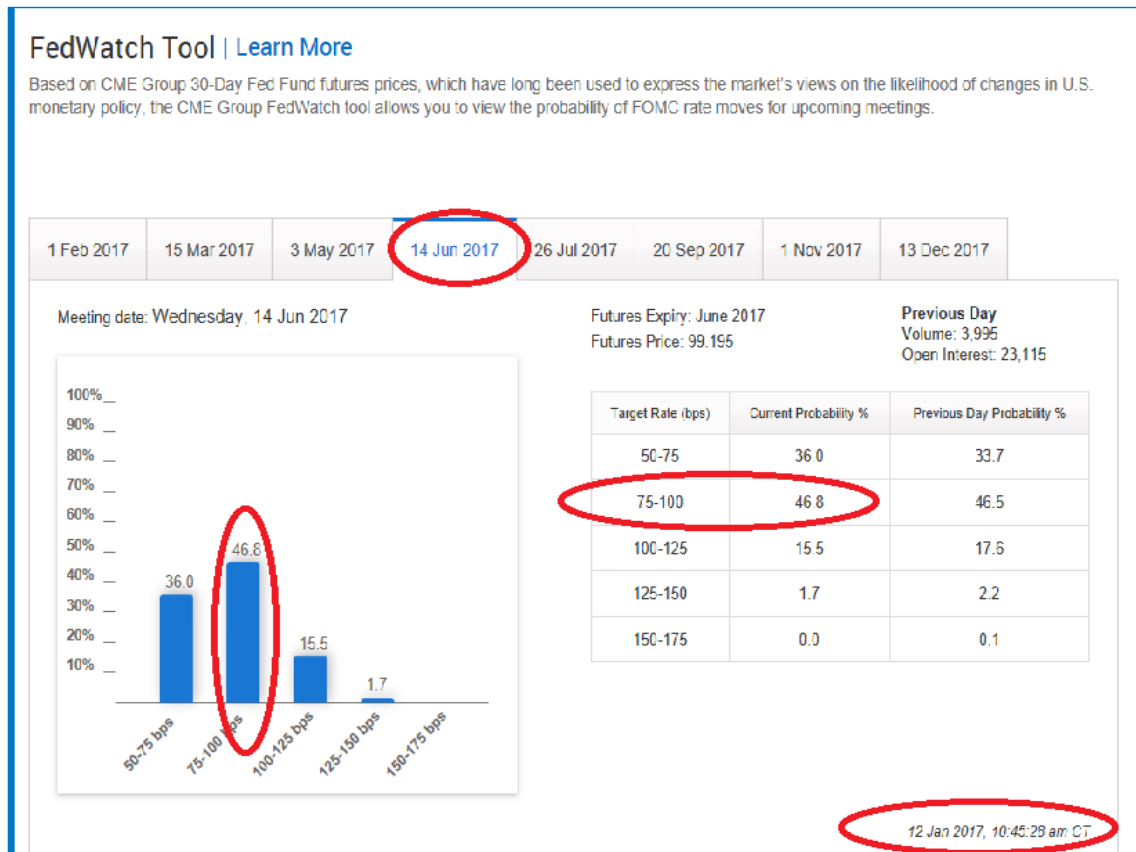 FedWatch Tool | Learn More
Based on CME Group 30-Day Fed Fund futures prices, which have long been used to express the market's views on the likelihood of changes in U.S.
monetary policy, the CME Group FedWatch tool allows you to view the probability of FOMC rate moves for upcoming meetings.
1 Feb 2017 15 Mar 2017 3 May 2017 14 Jun 2017 26 Jul 2017 20 Sep 2017 1 Nov 2017 13 Dec 2017
Meeting date: Wednesday, 14 Jun 2017
Futures Expiry: June 2017
Futures Price: 99.195
Previous Day
Volume: 3,995
Open Interest: 23,115
100%
90%
80%
70%
60%
50%
40%
30%
20%
10%
36.0
46.8
15.5
1.7
50-75 bps
75-100 bps
100-125 bps
125-150 bps
150-175 bps
Target Rate (bps) Current Probability % Previous Day Probability %
50-75 36.0 33.7
75-100 46.8 46.5
100-125 15.5 17.6
125-150 1.7 2.2
150-175 0.0 0.1
12 Jan 2017, 10:45:28 am CT